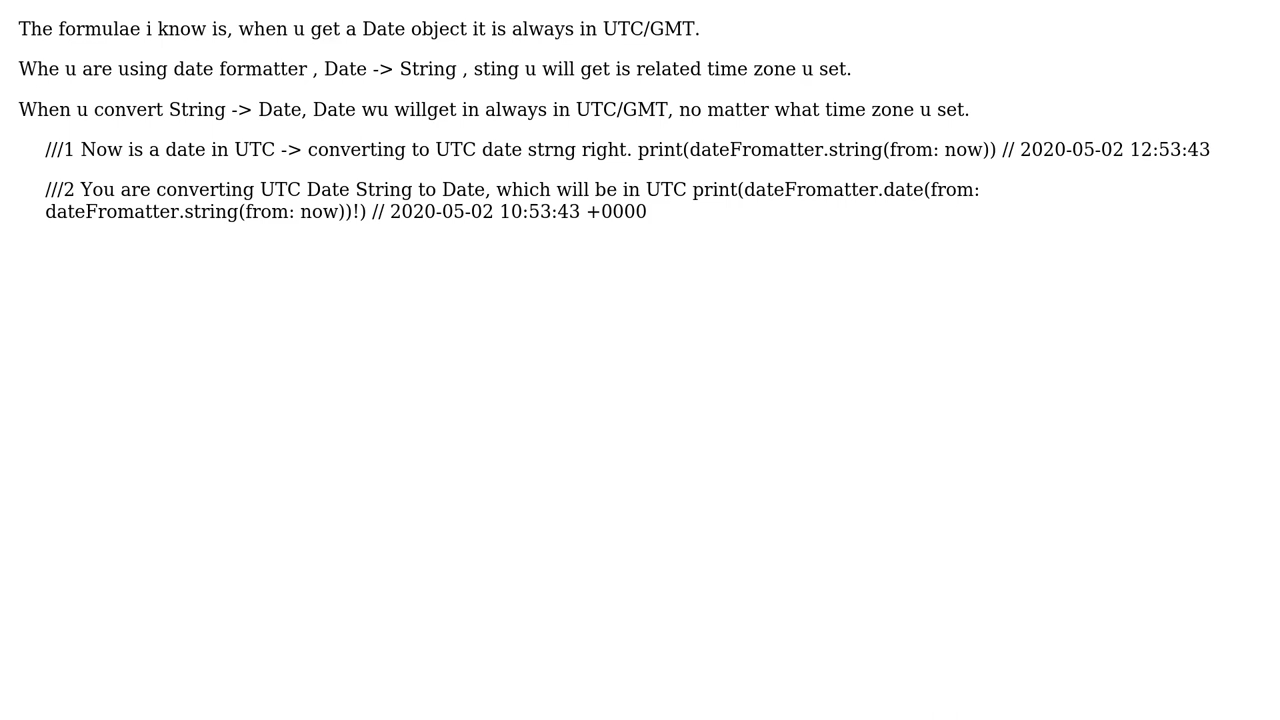 The formulae i know is, when u get a Date object it is always in UTC/GMT.
Whe u are using date formatter , Date -> String , sting u will get is related time zone u set.
When u convert String -> Date, Date wu willget in always in UTC/GMT, no matter what time zone u set.
///1 Now is a date in UTC -> converting to UTC date strng right. print(dateFromatter.string(from: now)) // 2020-05-02 12:53:43
///2 You are converting UTC Date String to Date, which will be in UTC print(dateFromatter.date(from:
dateFromatter.string(from: now))!) // 2020-05-02 10:53:43 +0000